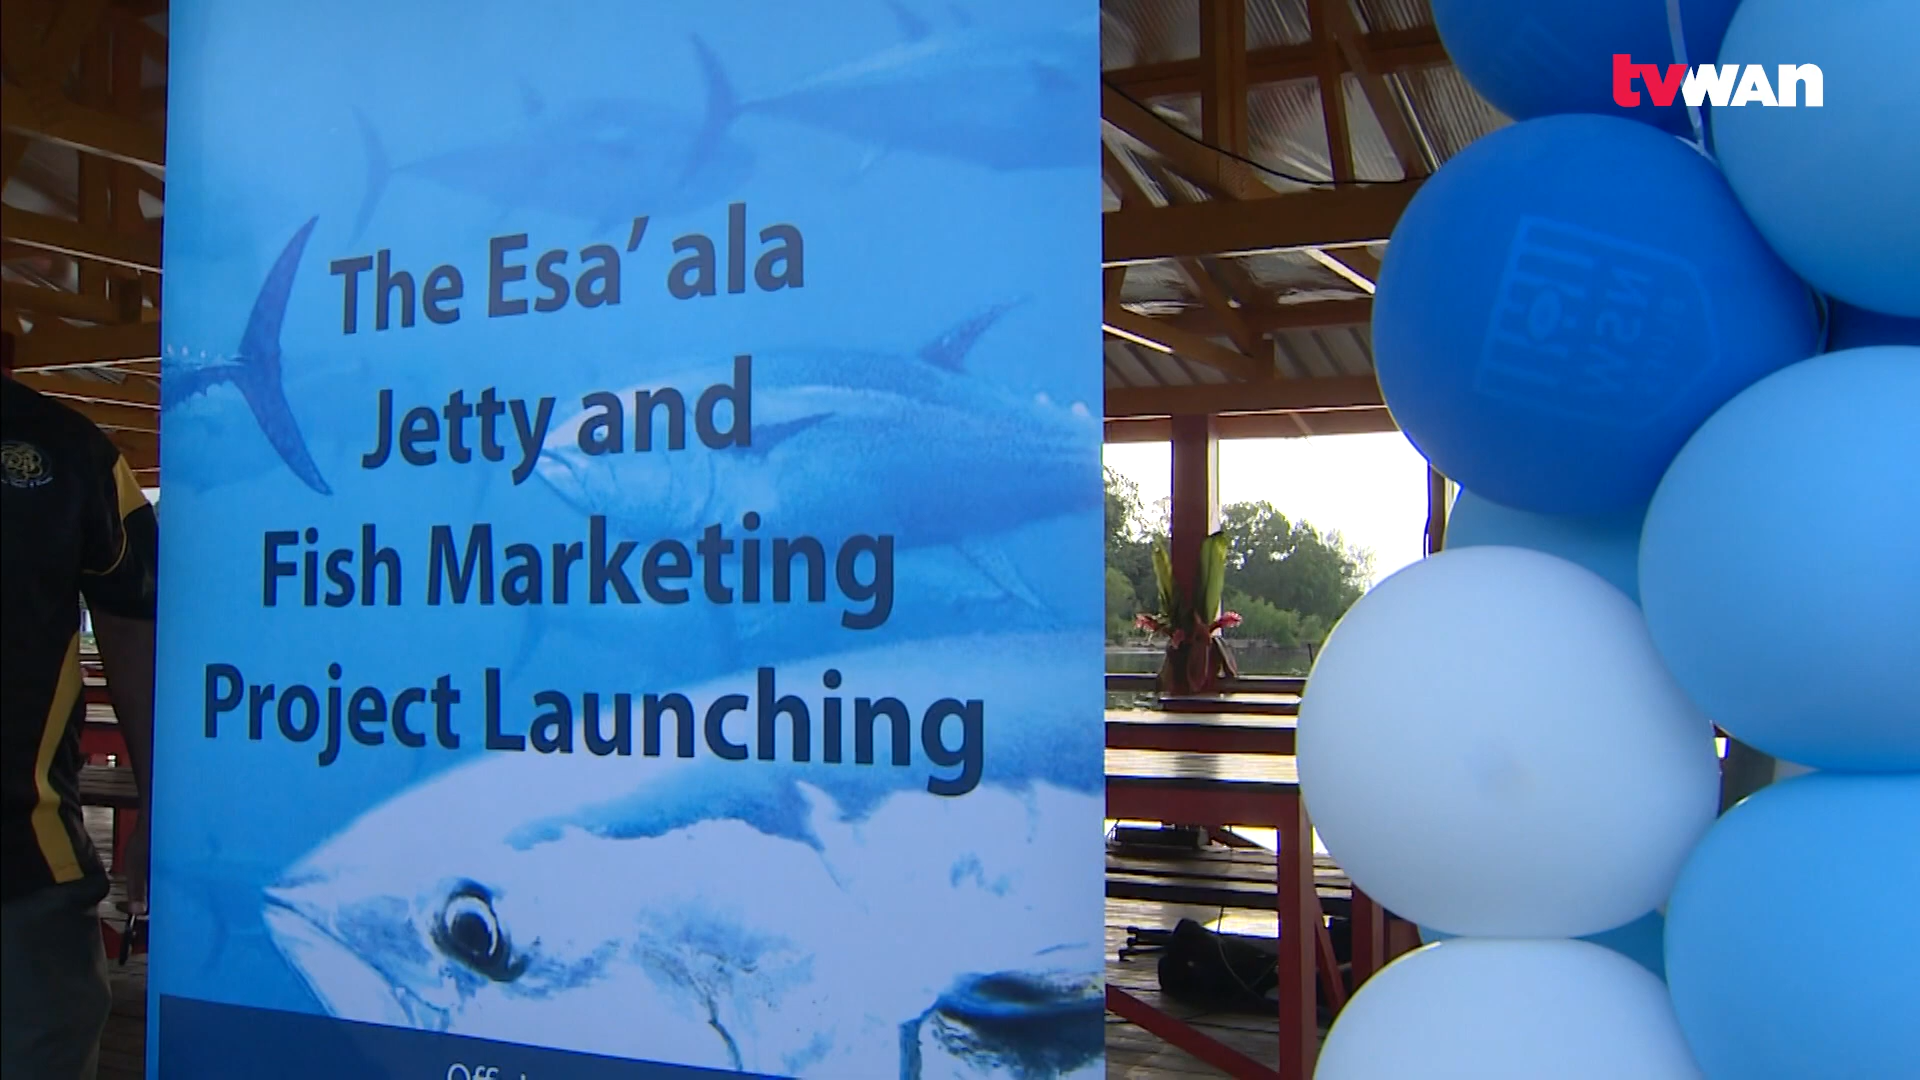 tvwan
The Esa’ ala
Jetty and
Fish Marketing
Project Launching